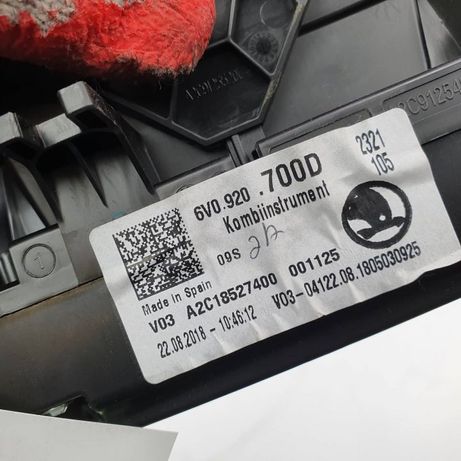 6V0.920 .700D
2321
105
Kombiinstrument
09S
Made in Spain
V03 A2C18527400 001125
22.08.2018 - 10:46:12 V03-04122.08.1805030925
1